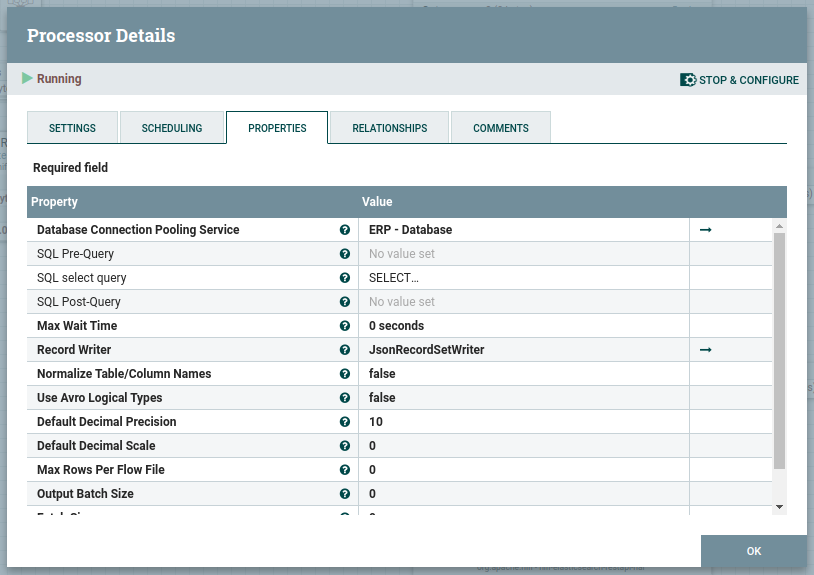 Processor Details
Running
STOP & CONFIGURE
SETTINGS SCHEDULING PROPERTIES RELATIONSHIPS COMMENTS
Required field
Property Value
Database Connection Pooling Service ERP - Database
SQL Pre-Query No value set
SQL select query SELECT...
SQL Post-Query No value set
Max Wait Time 0 seconds
Record Writer JsonRecordSetWriter
Normalize Table/Column Names false
Use Avro Logical Types false
Default Decimal Precision 10
Default Decimal Scale 0
Max Rows Per Flow File 0
Output Batch Size 0
OK